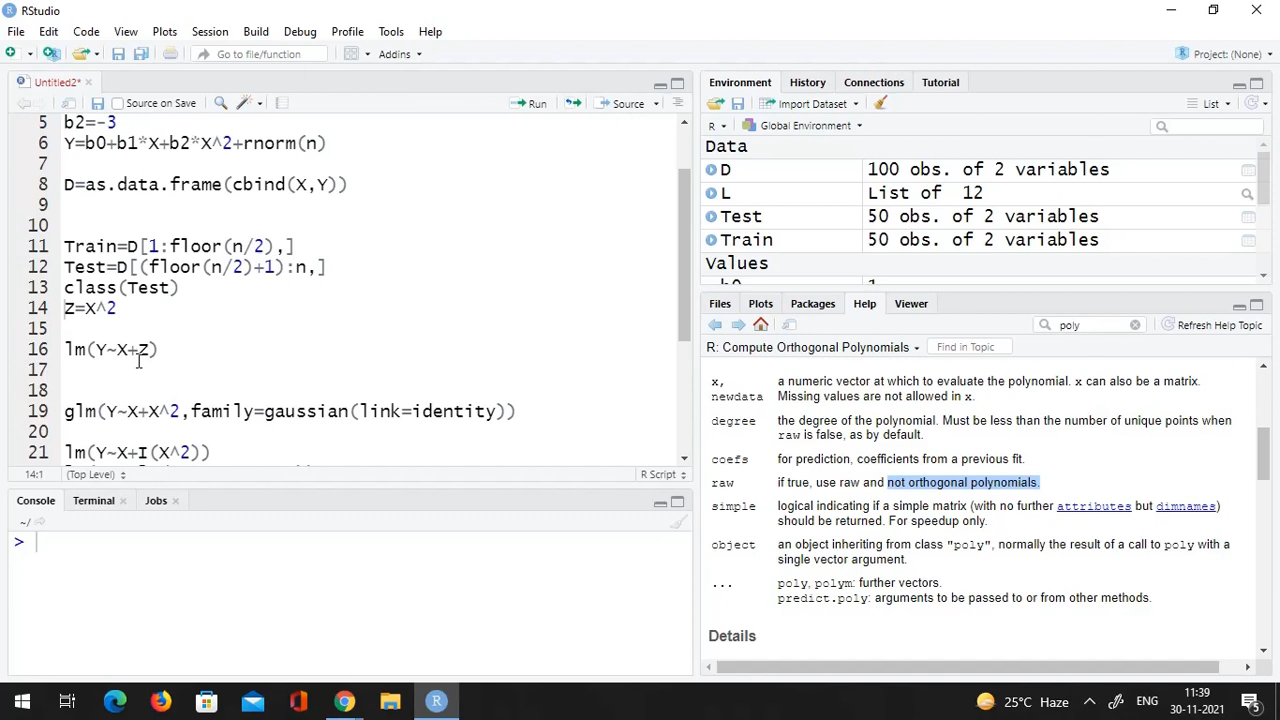 RStudio
File Edit Code View Plots Session Build Debug Profile Tools Help
Go to file/function Addins Project: (None)
Untitled2*
Source on Save Run Source
5 b2=-3
6 Y=b0+b1*X+b2*X^2+rnorm(n)
7
8 D=as.data.frame(cbind(X,Y))
9
10
11 Train=D[1:floor(n/2),]
12 Test=D[(floor(n/2)+1):n,]
13 class(Test)
14 Z=X^2
15
16 lm(Y~X+Z)
17
18
19 glm(Y~X+X^2,family=gaussian(link=identity))
20
21 lm(Y~X+I(X^2))
14:1 (Top Level) R Script
Console Terminal Jobs
~/
>
Environment History Connections Tutorial
Import Dataset List
R Global Environment
Data
D 100 obs. of 2 variables
L List of 12
Test 50 obs. of 2 variables
Train 50 obs. of 2 variables
Values
Files Plots Packages Help Viewer
poly Refresh Help Topic
R: Compute Orthogonal Polynomials Find in Topic
x, a numeric vector at which to evaluate the polynomial. x can also be a matrix.
newdata Missing values are not allowed in x.
degree the degree of the polynomial. Must be less than the number of unique points when
raw is false, as by default.
coefs for prediction, coefficients from a previous fit.
raw if true, use raw and not orthogonal polynomials.
simple logical indicating if a simple matrix (with no further attributes but dimnames)
should be returned. For speedup only.
object an object inheriting from class "poly", normally the result of a call to poly with a
single vector argument.
... poly, polym: further vectors.
predict.poly: arguments to be passed to or from other methods.
Details
25°C Haze ENG 11:39
30-11-2021 5